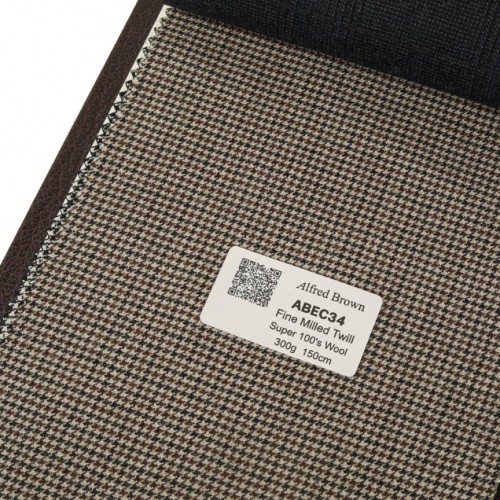 Alfred Brown
ABEC34
Fine Milled Twill
Super 100's Wool
300g 150cm